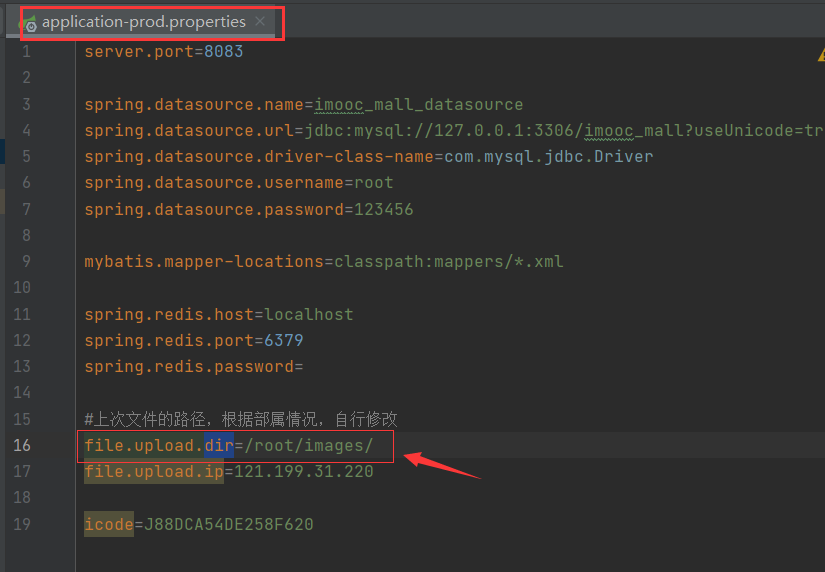 application-prod.properties
1 server.port=8083
2
3 spring.datasource.name=imooc_mall_datasource
4 spring.datasource.url=jdbc:mysql://127.0.0.1:3306/imooc_mall?useUnicode=tr
5 spring.datasource.driver-class-name=com.mysql.jdbc.Driver
6 spring.datasource.username=root
7 spring.datasource.password=123456
8
9 mybatis.mapper-locations=classpath:mappers/*.xml
10
11 spring.redis.host=localhost
12 spring.redis.port=6379
13 spring.redis.password=
14
15 #上次文件的路径，根据部属情况，自行修改
16 file.upload.dir=/root/images/
17 file.upload.ip=121.199.31.220
18
19 icode=J88DCA54DE258F620